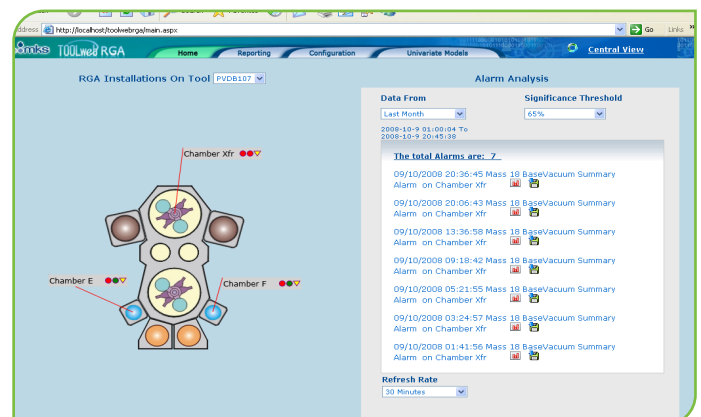 Address http://localhost/toolwebrga/main.aspx Go Links »
mks TOOLweb RGA Home Reporting Configuration Univariate Models Central View
RGA Installations On Tool PVDB107
Alarm Analysis
Data From Significance Threshold
Last Month 65%
2008-10-9 01:00:04 To
2008-10-9 20:45:38
The total Alarms are: 7
09/10/2008 20:36:45 Mass 18 BaseVacuum Summary
Alarm on Chamber Xfr
09/10/2008 20:06:43 Mass 18 BaseVacuum Summary
Alarm on Chamber Xfr
09/10/2008 13:36:58 Mass 18 BaseVacuum Summary
Alarm on Chamber Xfr
09/10/2008 09:18:42 Mass 18 BaseVacuum Summary
Alarm on Chamber Xfr
09/10/2008 05:21:55 Mass 18 BaseVacuum Summary
Alarm on Chamber Xfr
09/10/2008 03:24:57 Mass 18 BaseVacuum Summary
Alarm on Chamber Xfr
09/10/2008 01:41:56 Mass 18 BaseVacuum Summary
Alarm on Chamber Xfr
Refresh Rate
30 Minutes
Chamber Xfr
Chamber E
Chamber F